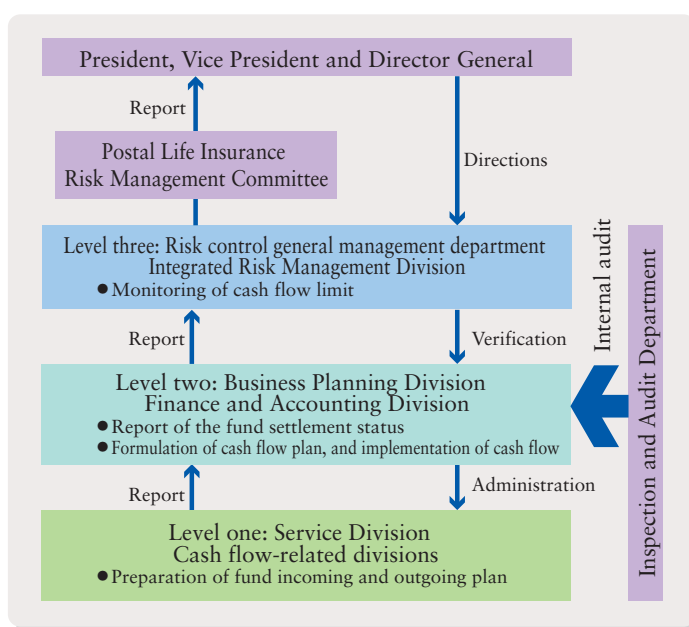 President, Vice President and Director General
Report
Postal Life Insurance
Risk Management Committee
Directions
Level three: Risk control general management department
Integrated Risk Management Division
● Monitoring of cash flow limit
Report
Verification
Level two: Business Planning Division
Finance and Accounting Division
● Report of the fund settlement status
● Formulation of cash flow plan, and implementation of cash flow
Report
Administration
Level one: Service Division
Cash flow-related divisions
● Preparation of fund incoming and outgoing plan
Internal audit
Inspection and Audit Department